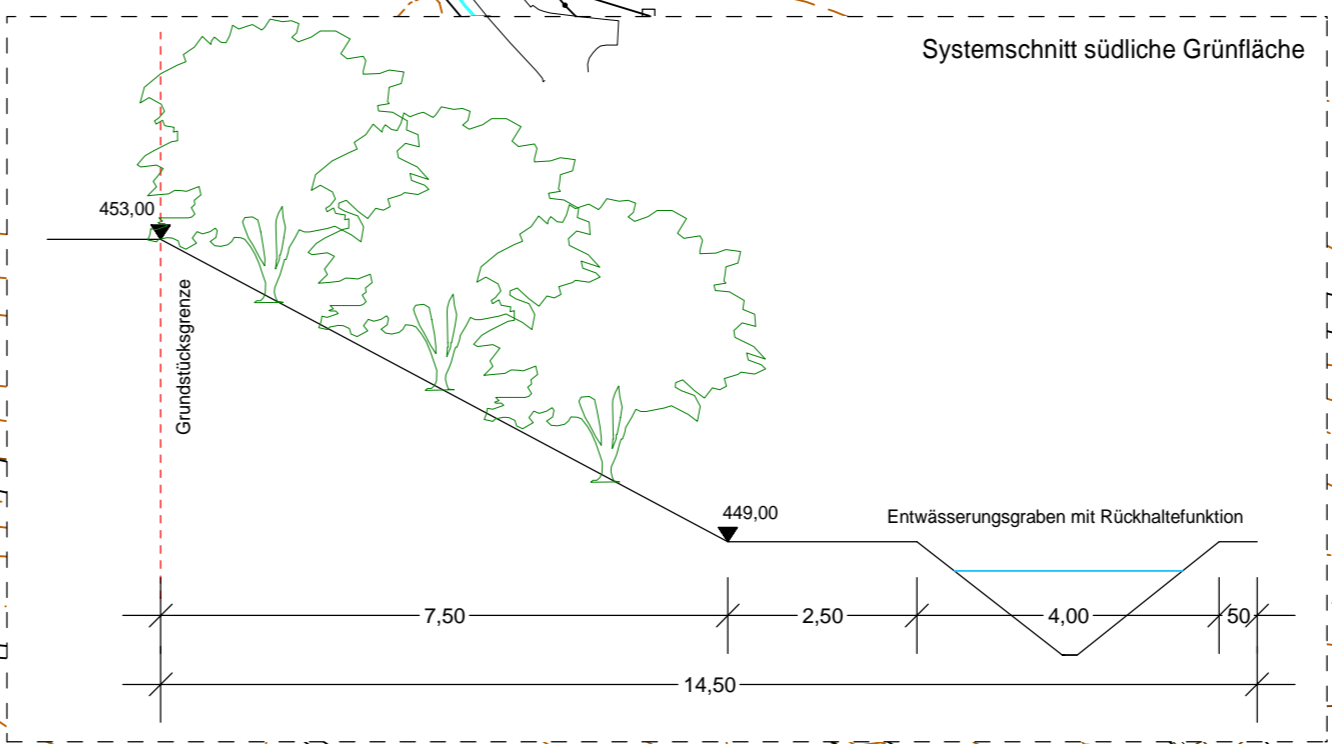 Systemschnitt südliche Grünfläche
453,00
Grundstücksgrenze
449,00
Entwässerungsgraben mit Rückhaltefunktion
7,50
2,50
4,00
50
14,50